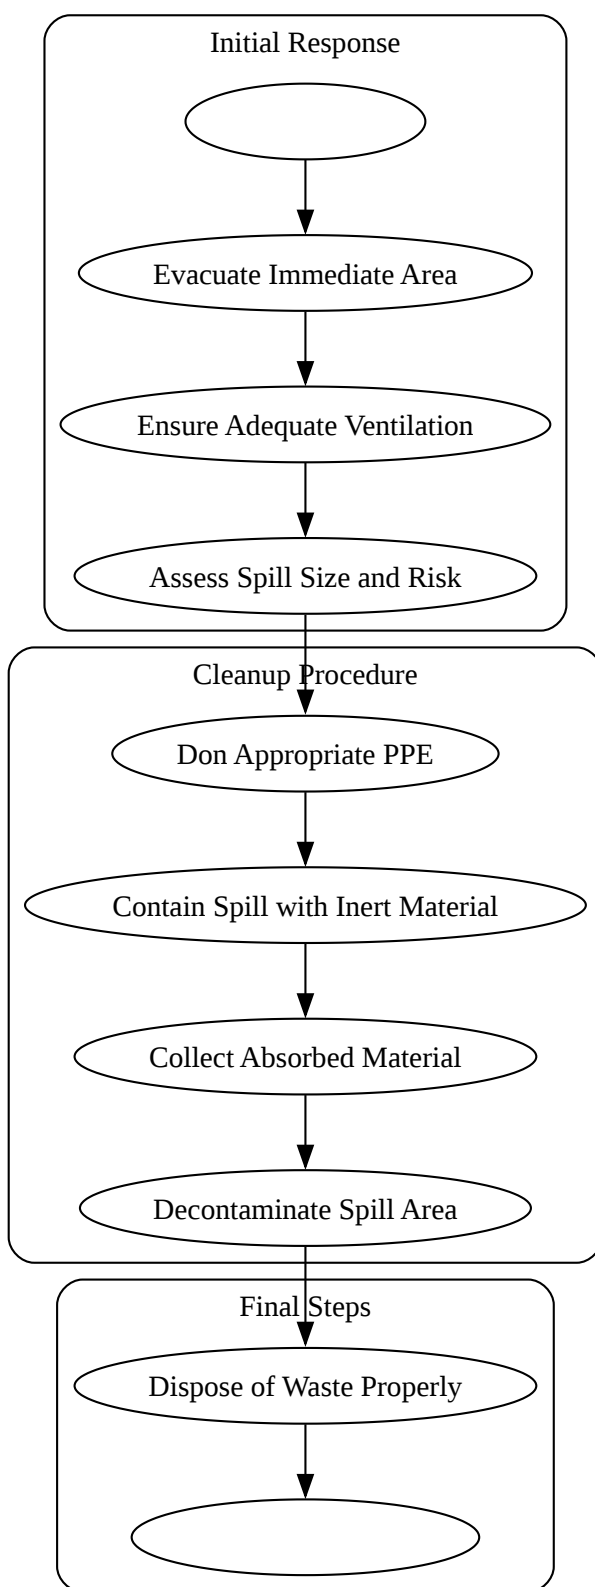 Initial Response
Evacuate Immediate Area
Ensure Adequate Ventilation
Assess Spill Size and Risk
Cleanup Procedure
Don Appropriate PPE
Contain Spill with Inert Material
Collect Absorbed Material
Decontaminate Spill Area
Final Steps
Dispose of Waste Properly